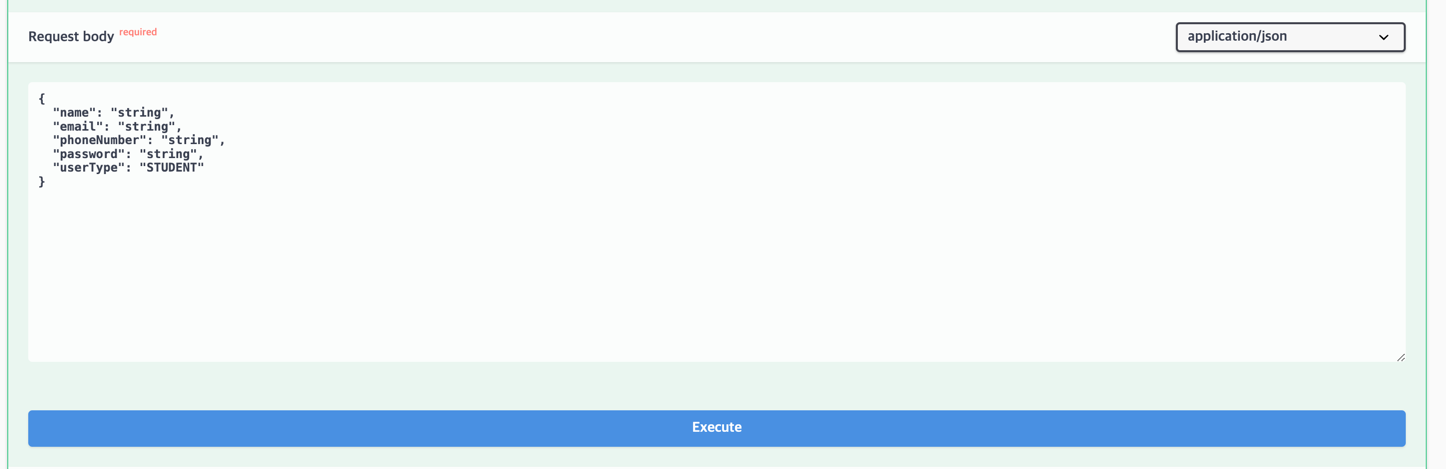 Request body required
application/json
{
  "name": "string",
  "email": "string",
  "phoneNumber": "string",
  "password": "string",
  "userType": "STUDENT"
}
Execute